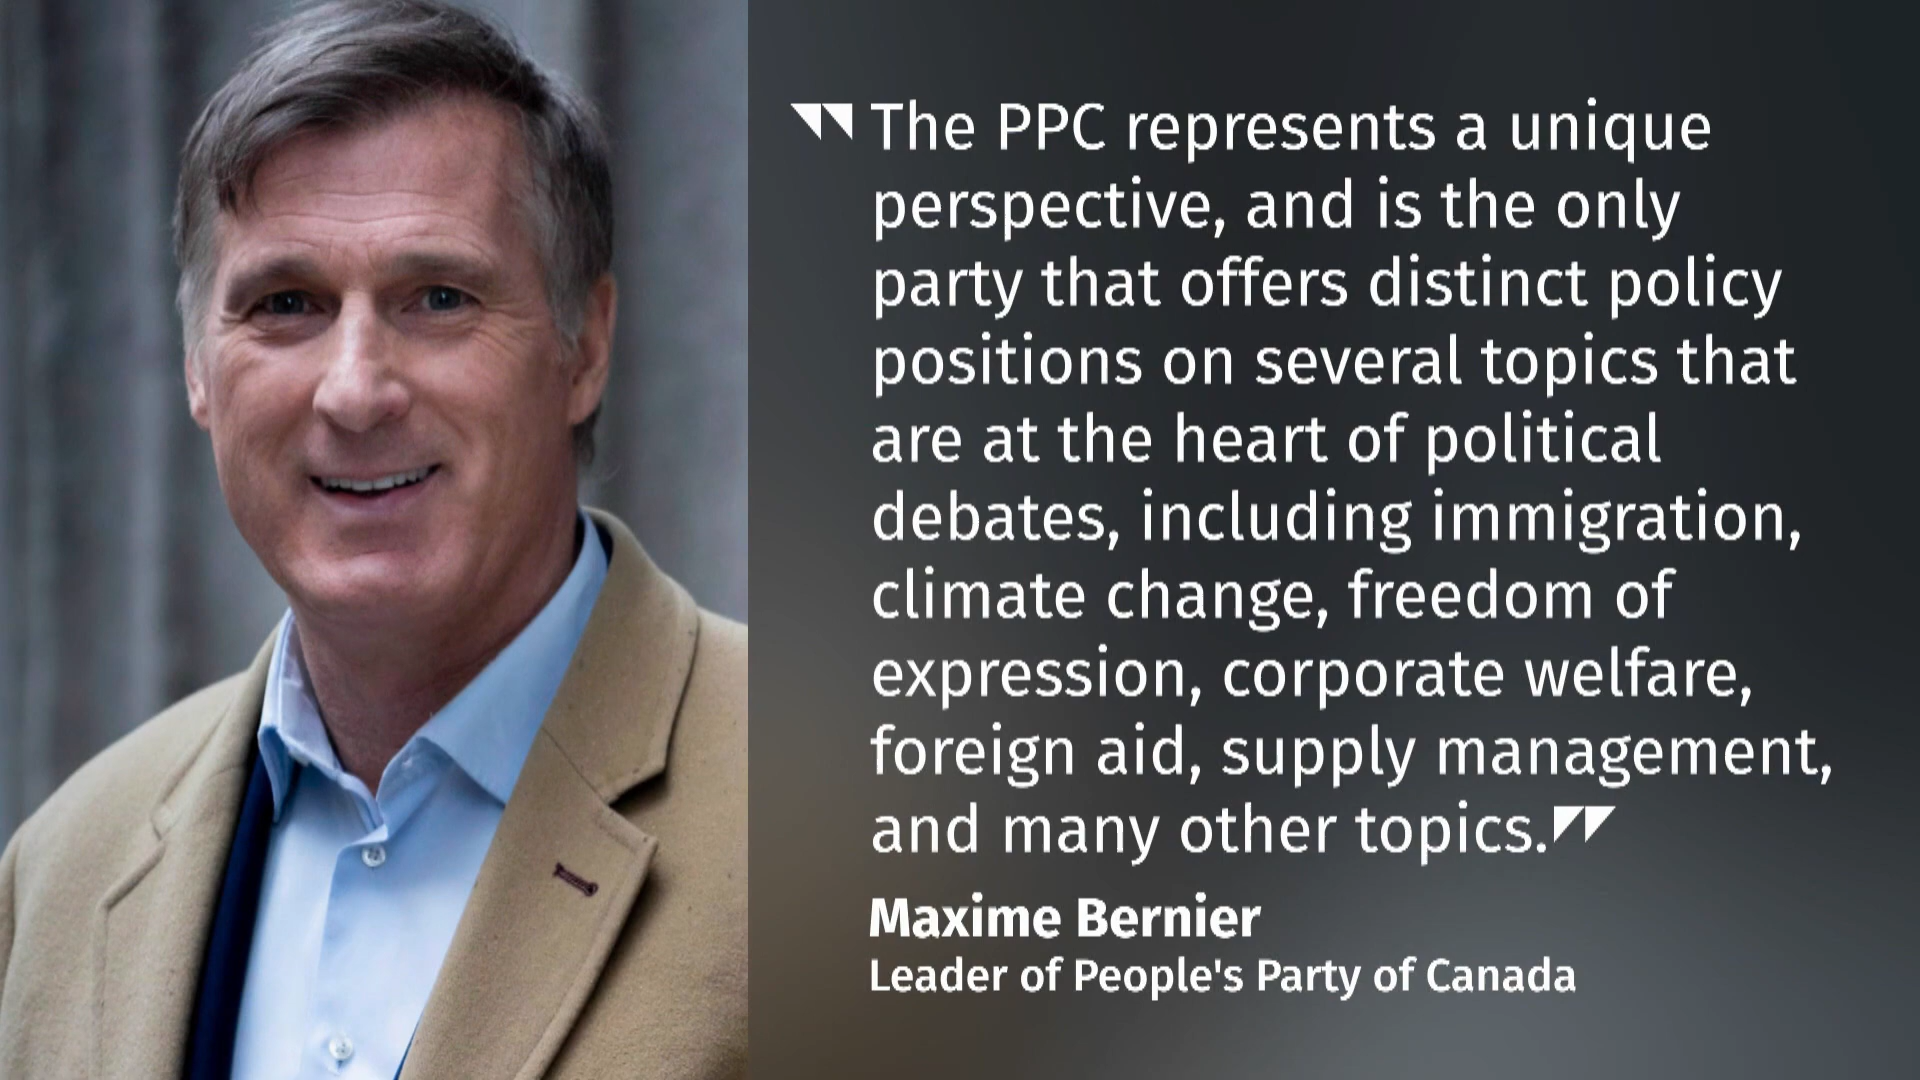 "The PPC represents a unique
perspective, and is the only
party that offers distinct policy
positions on several topics that
are at the heart of political
debates, including immigration,
climate change, freedom of
expression, corporate welfare,
foreign aid, supply management,
and many other topics."
Maxime Bernier
Leader of People's Party of Canada